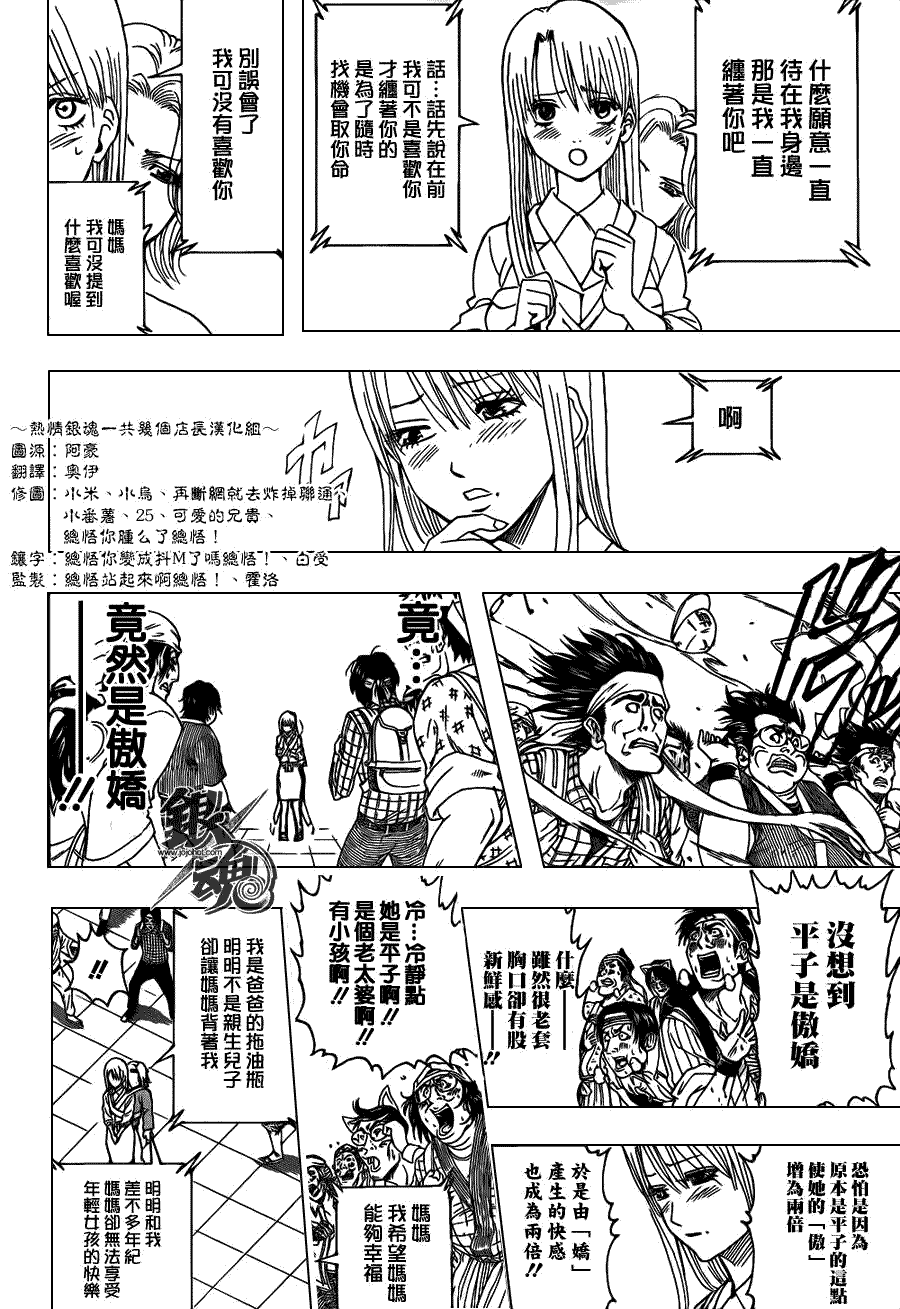 什麼願意一直
待在我身邊
那是我一直
纏著你吧
話…話先說在前
我可不是喜歡你
才纏著你的
是為了隨時
找機會取你命
別誤會了
我可沒有喜歡你
媽媽
我可沒提到
什麼喜歡喔
啊
カァァ
～熱情銀魂一共幾個店長漢化組～
圖源：阿豪
翻譯：奧伊
修圖：小米、小烏、再斷網就去炸掉聯通、
小番薯、25、可愛的兄貴、
總悟你腫么了總悟！
鑲字：總悟你變成抖M了嗎總悟！、白受
監製：總悟站起來啊總悟！、霍洛
竟…
竟然是傲嬌──!!!
銀魂
www.jojohot.com
沒想到
平子是傲嬌
什麼──
雖然很老套
胸口卻有股
新鮮感──!!
冷…冷靜點
她是平子啊!!
是個老太婆啊!!
有小孩啊!!
我是爸爸的拖油瓶
明明不是親生兒子
卻讓媽媽背著我
!!
恐怕是因為
原本是平子的這點
使她的「傲」
增為兩倍
於是由「嬌」
產生的快感
也成為兩倍!!
媽媽
我希望媽媽
能夠幸福
明明和我
差不多年紀
媽媽卻無法享受
年輕女孩的快樂